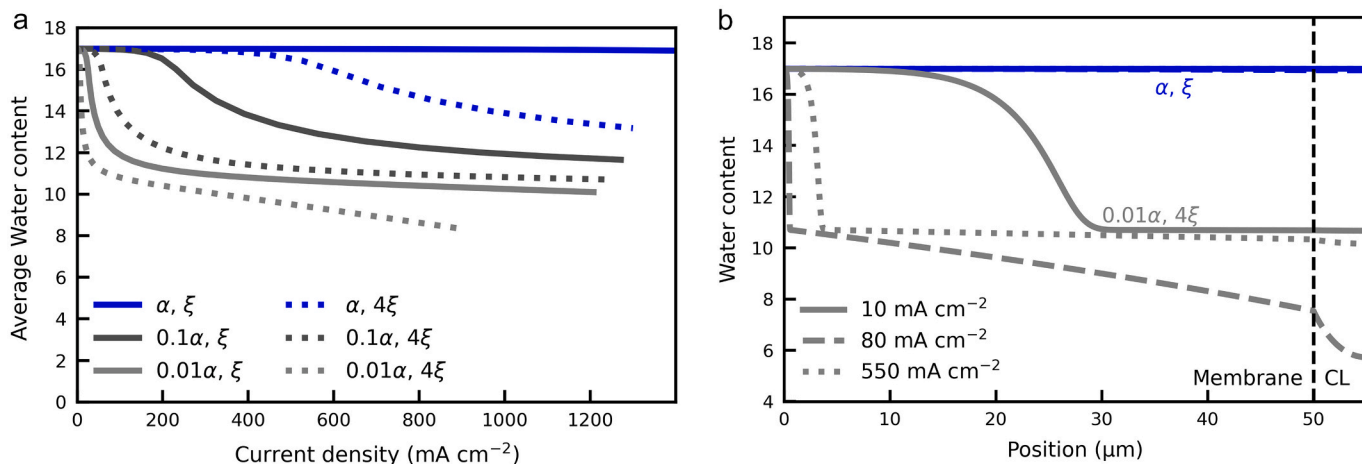 a
Average Water content
18
16
14
12
10
8
6
4
2
0
α, ξ
0.1α, ξ
0.01α, ξ
α, 4ξ
0.1α, 4ξ
0.01α, 4ξ
0 200 400 600 800 1000 1200
Current density (mA cm⁻²)
b
Water content
18
16
14
12
10
8
6
4
α, ξ
0.01α, 4ξ
10 mA cm⁻²
80 mA cm⁻²
550 mA cm⁻²
Membrane
CL
0 10 20 30 40 50
Position (μm)